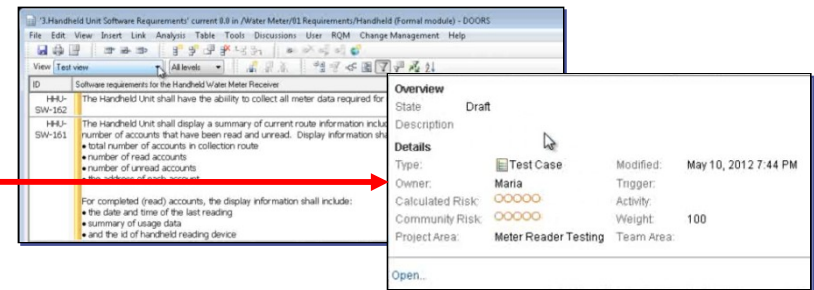 '3.Handheld Unit Software Requirements' current 8.0 in /Water Meter/01 Requirements/Handheld (Formal module) - DOORS
File Edit View Insert Link Analysis Table Tools Discussions User RQM Change Management Help
View Test view All levels
ID Software requirements for the Handheld Water Meter Receiver
HHU-SW-162 The Handheld Unit shall have the ability to collect all meter data required for
HHU-SW-161 The Handheld Unit shall display a summary of current route information
number of accounts that have been read and unread. Display information
• total number of accounts in collection route
• number of read accounts
• number of unread accounts
• the address of each account
For completed (read) accounts, the display information shall include:
• the date and time of the last reading
• summary of usage data
• and the id of handheld reading device
Overview
State Draft
Description
Details
Type: Test Case Modified: May 10, 2012 7:44 PM
Owner: Maria Trigger:
Calculated Risk: Activity:
Community Risk: Weight: 100
Project Area: Meter Reader Testing Team Area:
Open..